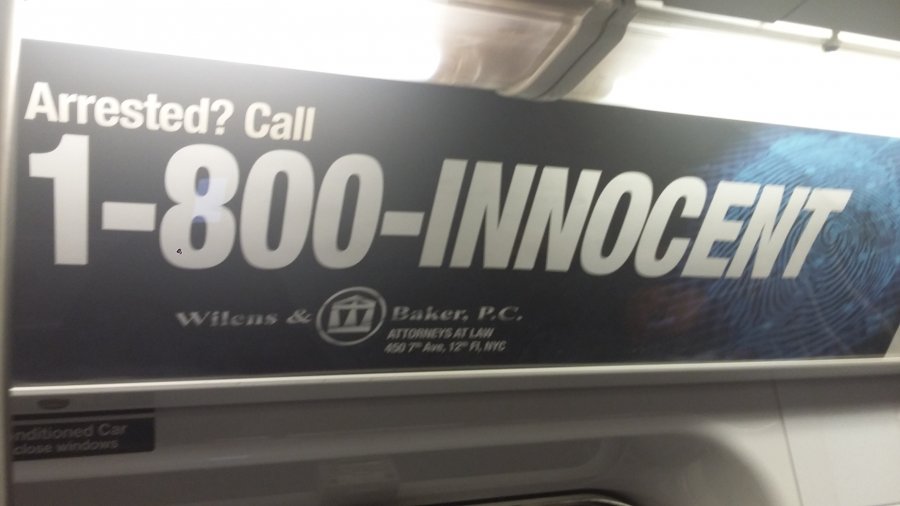 Arrested? Call
1-800-INNOCENT
Wilens & Baker, P.C.
ATTORNEYS AT LAW
450 7th Ave, 12th Fl, NYC
nditioned Car
close windows